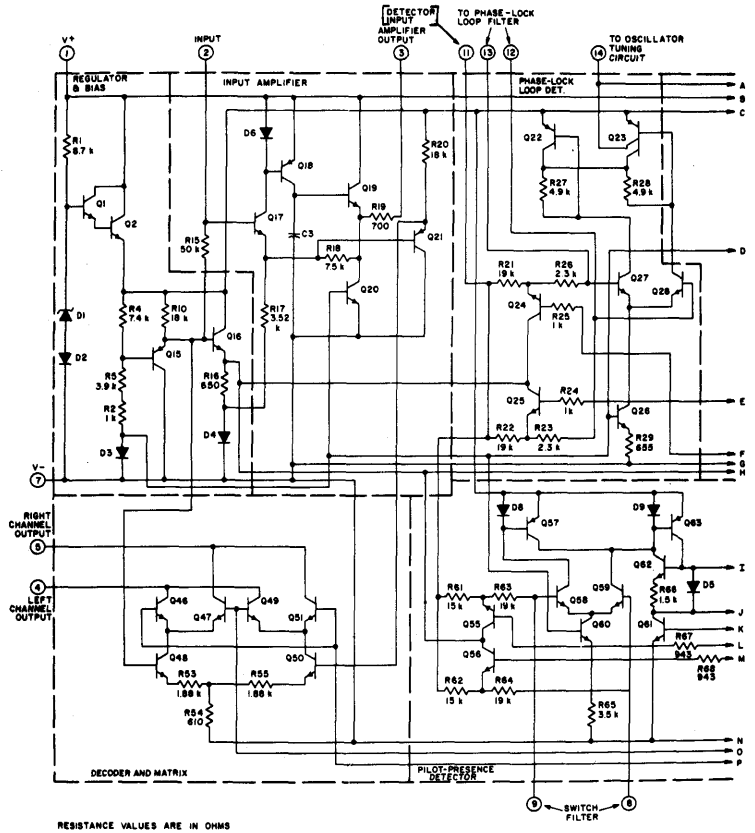 [DETECTOR
INPUT]
AMPLIFIER
OUTPUT
TO PHASE-LOCK
LOOP FILTER
TO OSCILLATOR
TUNING
CIRCUIT
V+
1
INPUT
2
3
11
13
12
14
REGULATOR
& BIAS
INPUT AMPLIFIER
PHASE-LOCK
LOOP DET.
A
B
C
R1
8.7 k
D6
Q18
R20
18 k
Q22
Q23
Q1
Q2
Q17
Q19
R19
700
R27
4.9 k
R28
4.9 k
R15
50 k
C3
R18
7.5 k
Q21
D
R21
19 k
R26
2.3 k
Q27
Q28
Q20
D1
R4
7.4 k
R10
18 k
R17
3.52
k
Q24
R25
1 k
Q16
D2
Q15
R5
3.9 k
R16
650
R24
1k
E
Q25
Q26
R2
1 k
D4
R22
19 k
R23
2.3 k
R29
655
D3
F
G
H
V-
7
RIGHT
CHANNEL
OUTPUT
5
D8
Q57
D9
Q63
Q62
I
4
LEFT
CHANNEL
OUTPUT
Q46
Q47
Q49
Q51
R61
15 k
R63
19 k
Q59
Q58
R66
1.5 k
D5
J
Q55
Q60
Q61
K
R67
943
L
Q48
Q50
Q56
M
R68
943
R53
1.88 k
R55
1.88 k
R62
15 k
R64
19 k
R54
610
R65
3.5 k
N
O
P
DECODER AND MATRIX
PILOT-PRESENCE
DETECTOR
9
SWITCH
FILTER
8
RESISTANCE VALUES ARE IN OHMS